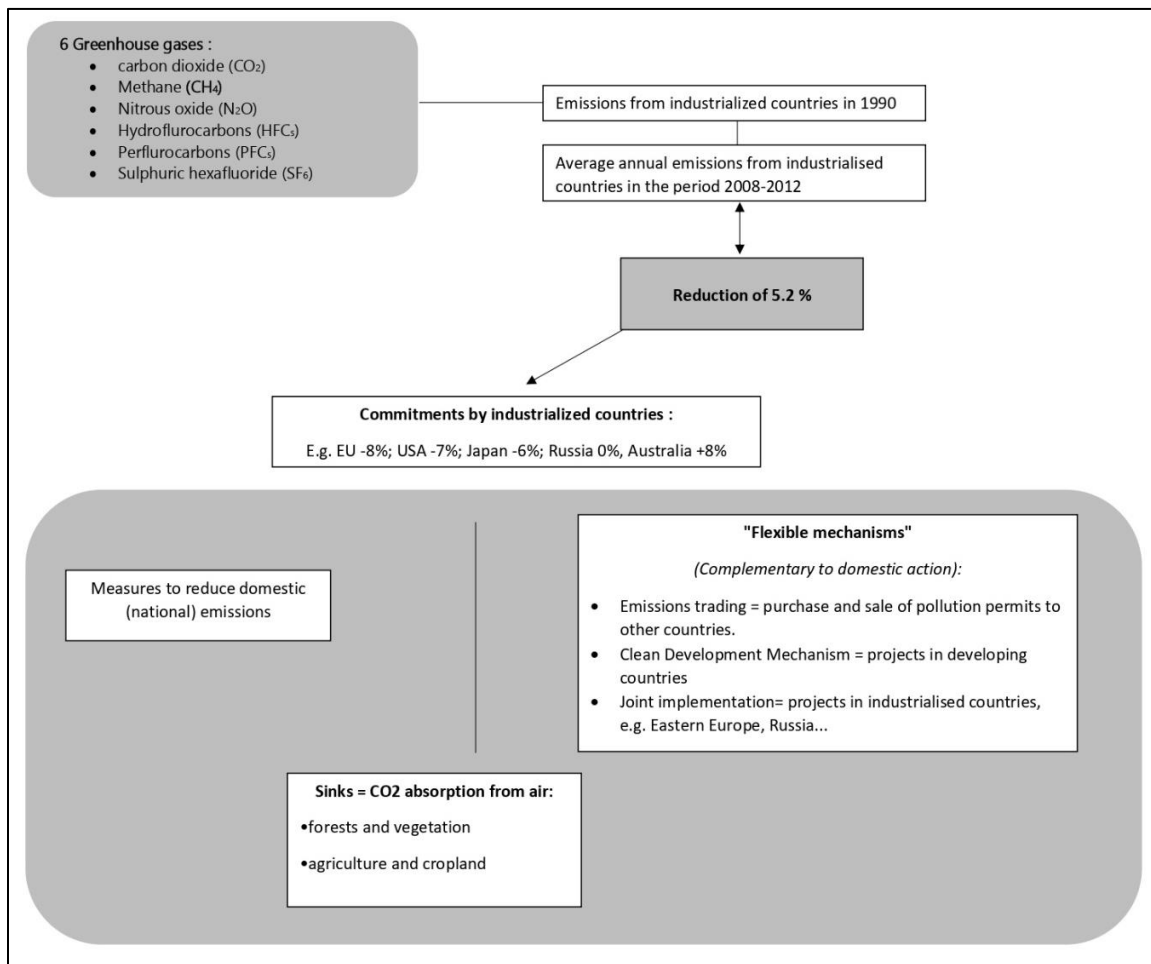 6 Greenhouse gases :
• carbon dioxide (CO₂)
• Methane (CH₄)
• Nitrous oxide (N₂O)
• Hydroflurocarbons (HFCₛ)
• Perflurocarbons (PFCₛ)
• Sulphuric hexafluoride (SF₆)
Emissions from industrialized countries in 1990
Average annual emissions from industrialised
countries in the period 2008-2012
Reduction of 5.2 %
Commitments by industrialized countries :
E.g. EU -8%; USA -7%; Japan -6%; Russia 0%, Australia +8%
Measures to reduce domestic
(national) emissions
"Flexible mechanisms"
(Complementary to domestic action):
• Emissions trading = purchase and sale of pollution permits to
other countries.
• Clean Development Mechanism = projects in developing
countries
• Joint implementation= projects in industrialised countries,
e.g. Eastern Europe, Russia...
Sinks = CO2 absorption from air:
•forests and vegetation
•agriculture and cropland